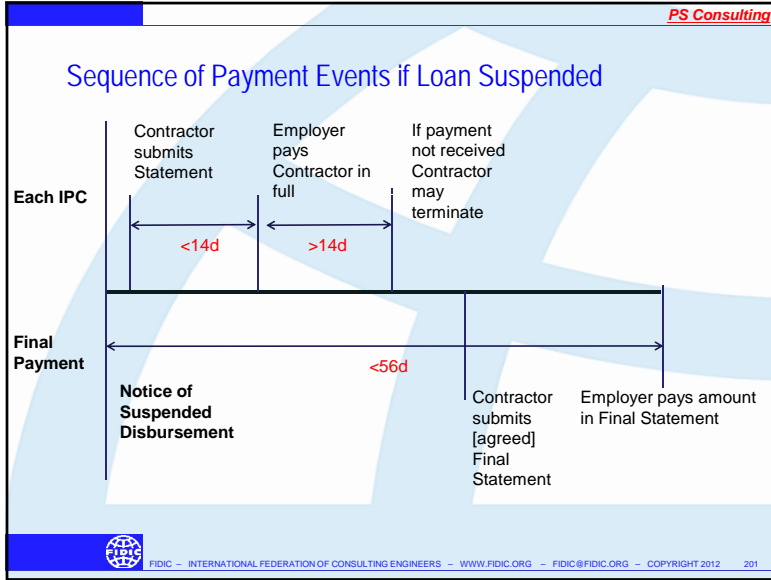 PS Consulting
Sequence of Payment Events if Loan Suspended
Contractor
submits
Statement
Employer
pays
Contractor in
full
If payment
not received
Contractor
may
terminate
Each IPC
<14d
>14d
Final
Payment
<56d
Notice of
Suspended
Disbursement
Contractor
submits
[agreed]
Final
Statement
Employer pays amount
in Final Statement
FIDIC
FIDIC – INTERNATIONAL FEDERATION OF CONSULTING ENGINEERS – WWW.FIDIC.ORG – FIDIC@FIDIC.ORG – COPYRIGHT 2012 201